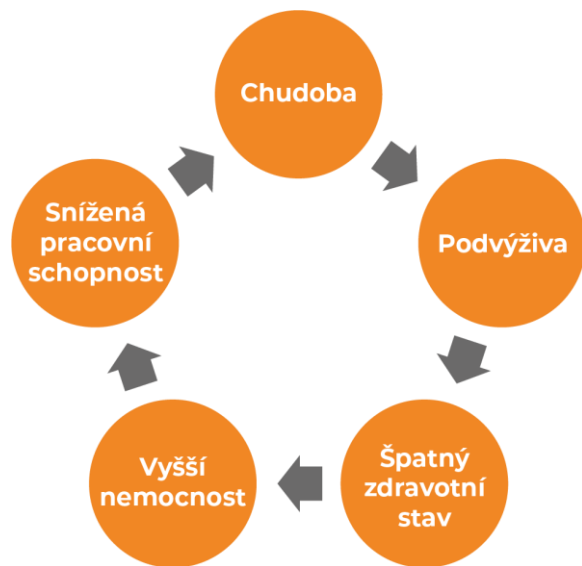 Chudoba
Podvýživa
Špatný
zdravotní
stav
Vyšší
nemocnost
Snížená
pracovní
schopnost